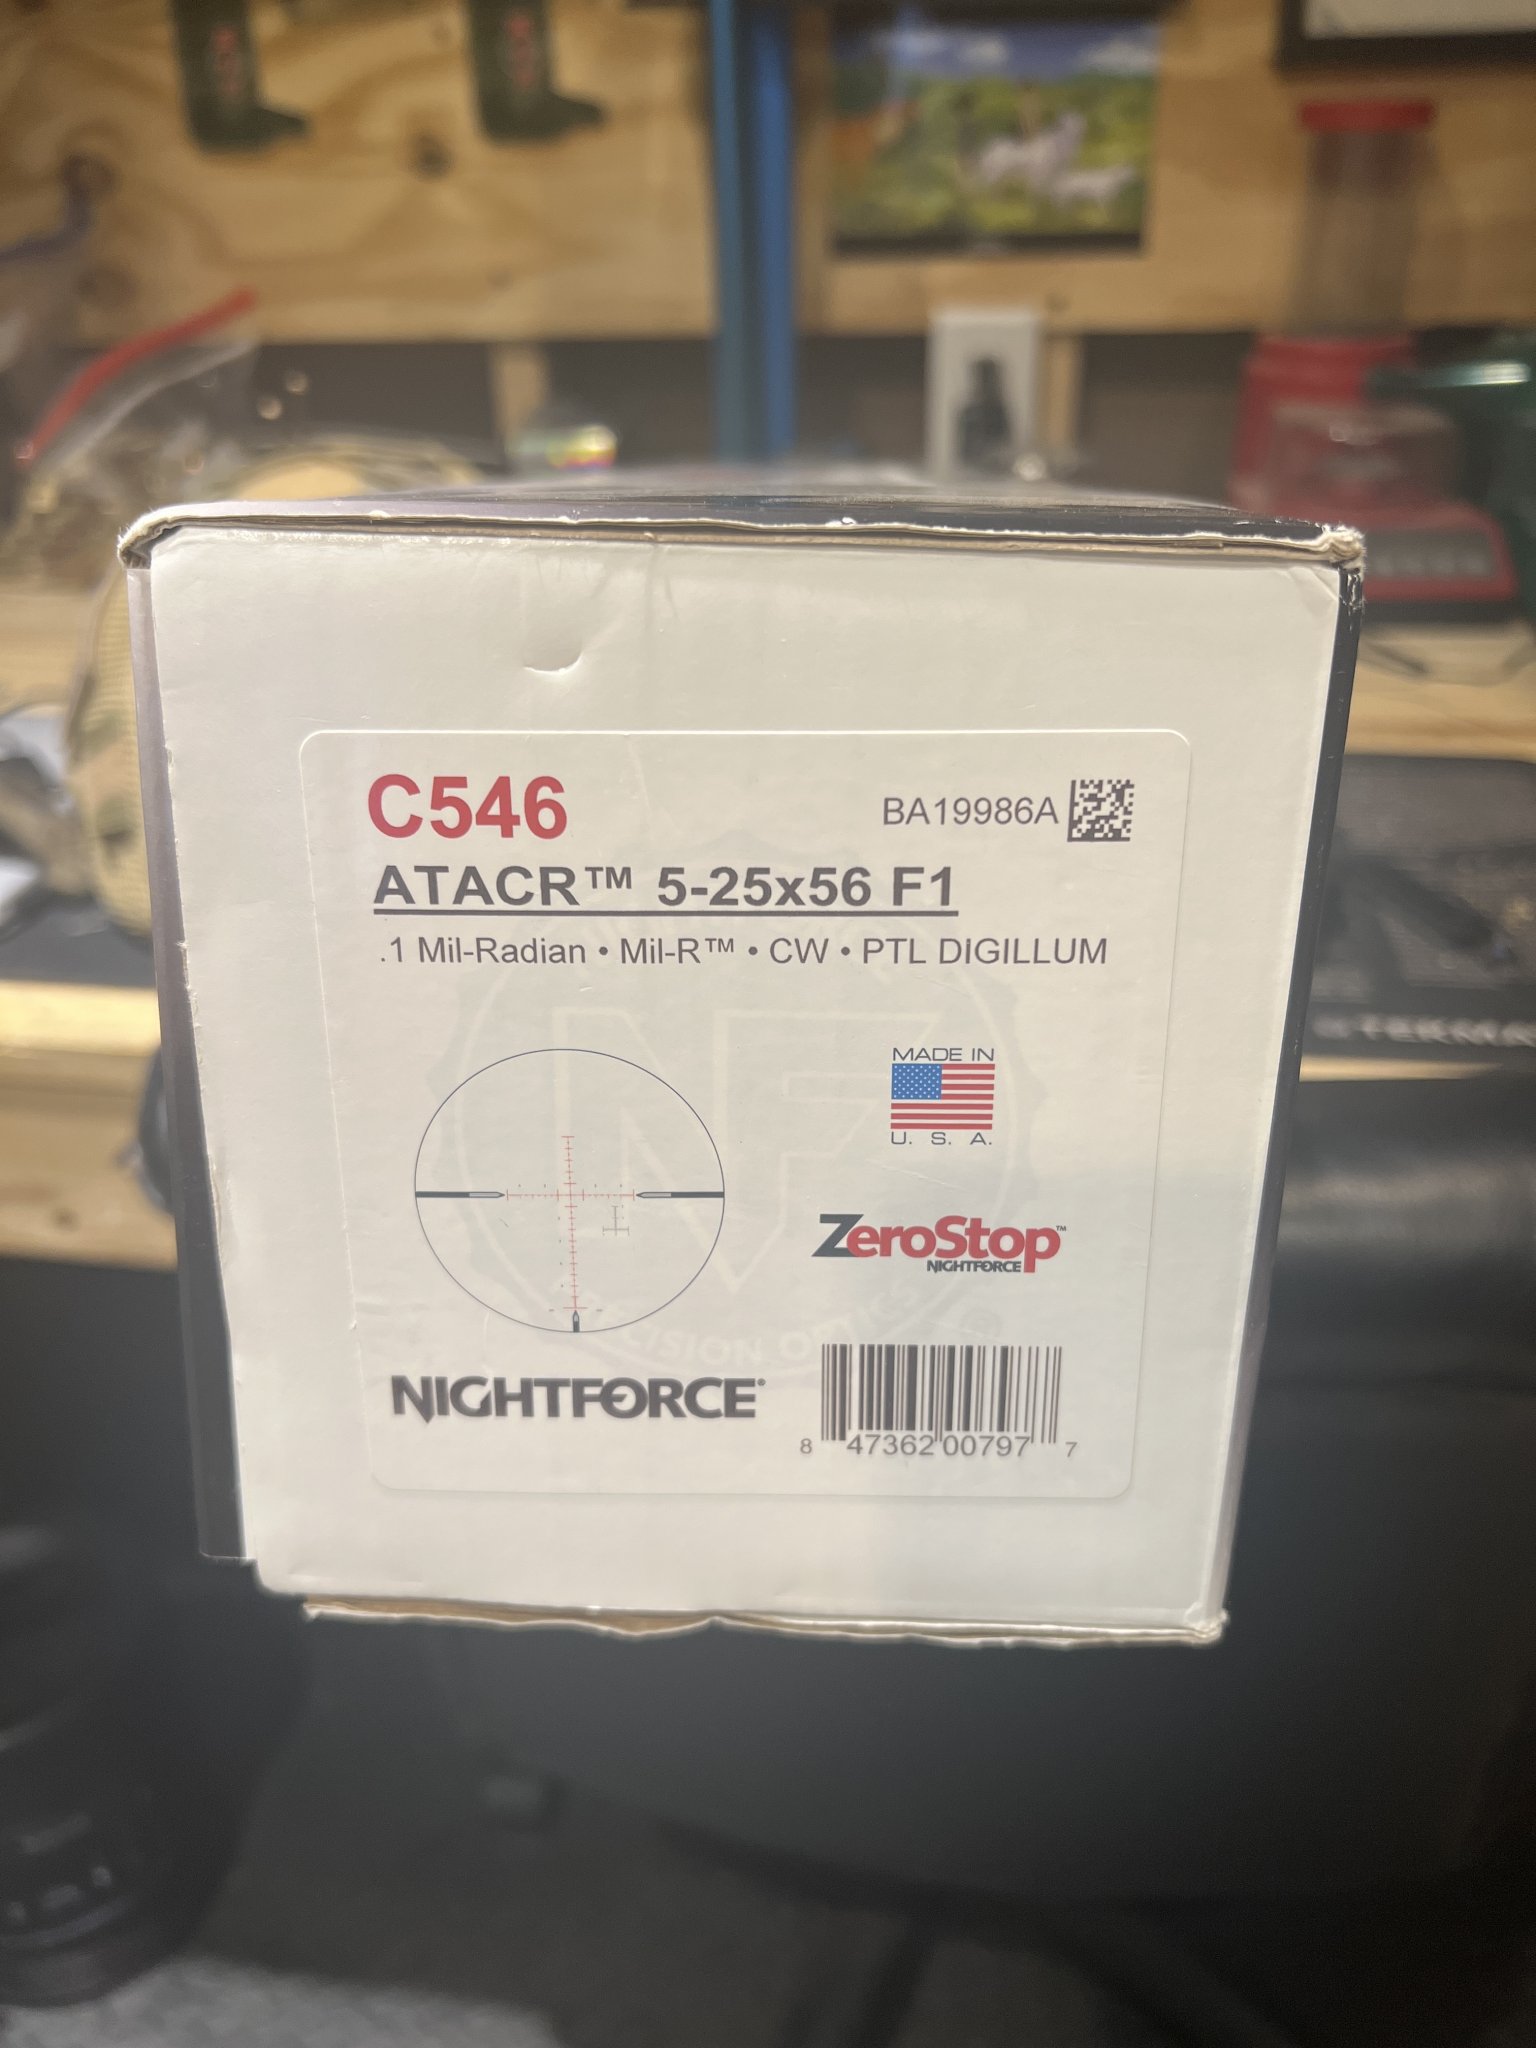 C546
BA19986A
ATACR™ 5-25x56 F1
.1 Mil-Radian • Mil-R™ • CW • PTL DIGILLUM
MADE IN
U. S. A.
ZeroStop™
NIGHTFORCE
NIGHTFORCE®
8 47362 00797 7